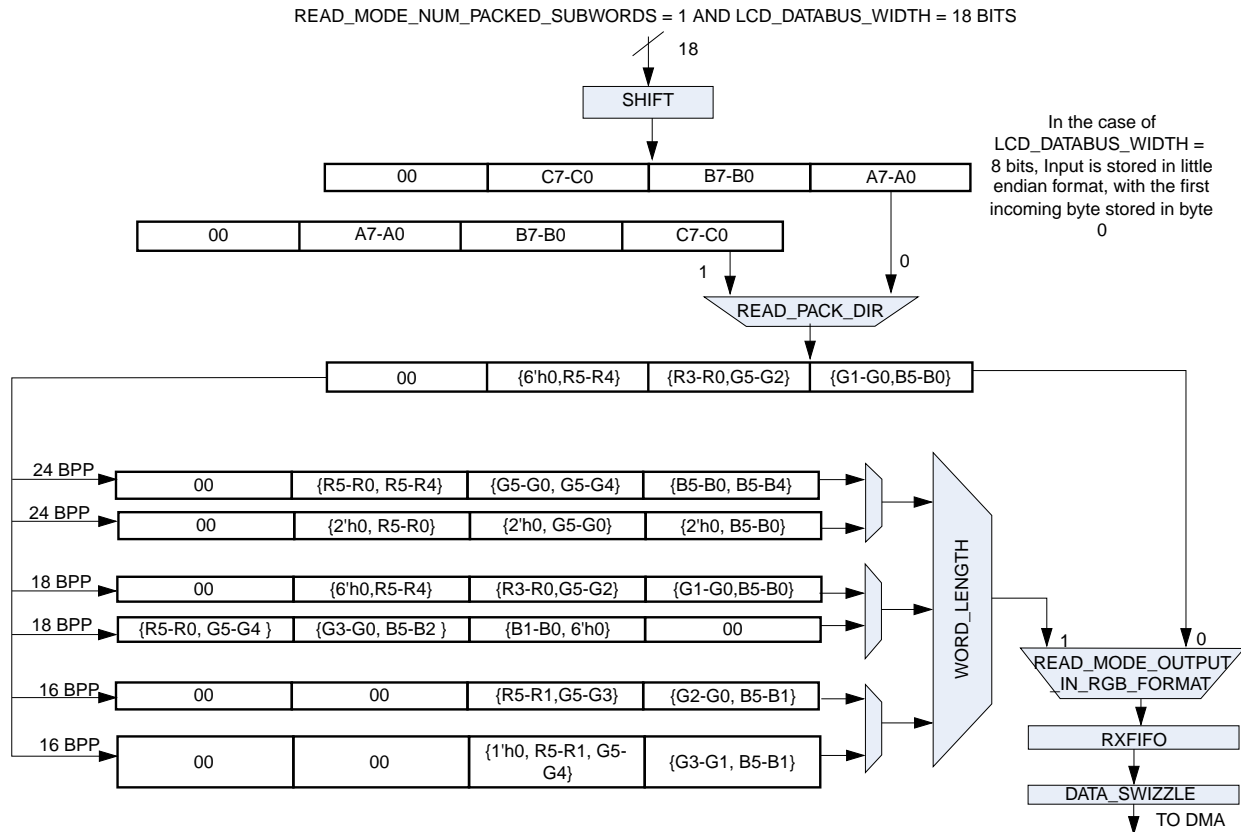 READ_MODE_NUM_PACKED_SUBWORDS = 1 AND LCD_DATABUS_WIDTH = 18 BITS
18
SHIFT
In the case of
LCD_DATABUS_WIDTH =
8 bits, Input is stored in little
endian format, with the first
incoming byte stored in byte
0
00 C7-C0 B7-B0 A7-A0
00 A7-A0 B7-B0 C7-C0
1 0
READ_PACK_DIR
00 {6'h0,R5-R4} {R3-R0,G5-G2} {G1-G0,B5-B0}
24 BPP 00 {R5-R0, R5-R4} {G5-G0, G5-G4} {B5-B0, B5-B4}
24 BPP 00 {2'h0, R5-R0} {2'h0, G5-G0} {2'h0, B5-B0}
18 BPP 00 {6'h0,R5-R4} {R3-R0,G5-G2} {G1-G0,B5-B0}
18 BPP {R5-R0, G5-G4 } {G3-G0, B5-B2 } {B1-B0, 6'h0} 00
16 BPP 00 00 {R5-R1,G5-G3} {G2-G0, B5-B1}
16 BPP 00 00 {1'h0, R5-R1, G5-
G4} {G3-G1, B5-B1}
WORD_LENGTH
1 0
READ_MODE_OUTPUT
_IN_RGB_FORMAT
RXFIFO
DATA_SWIZZLE
TO DMA